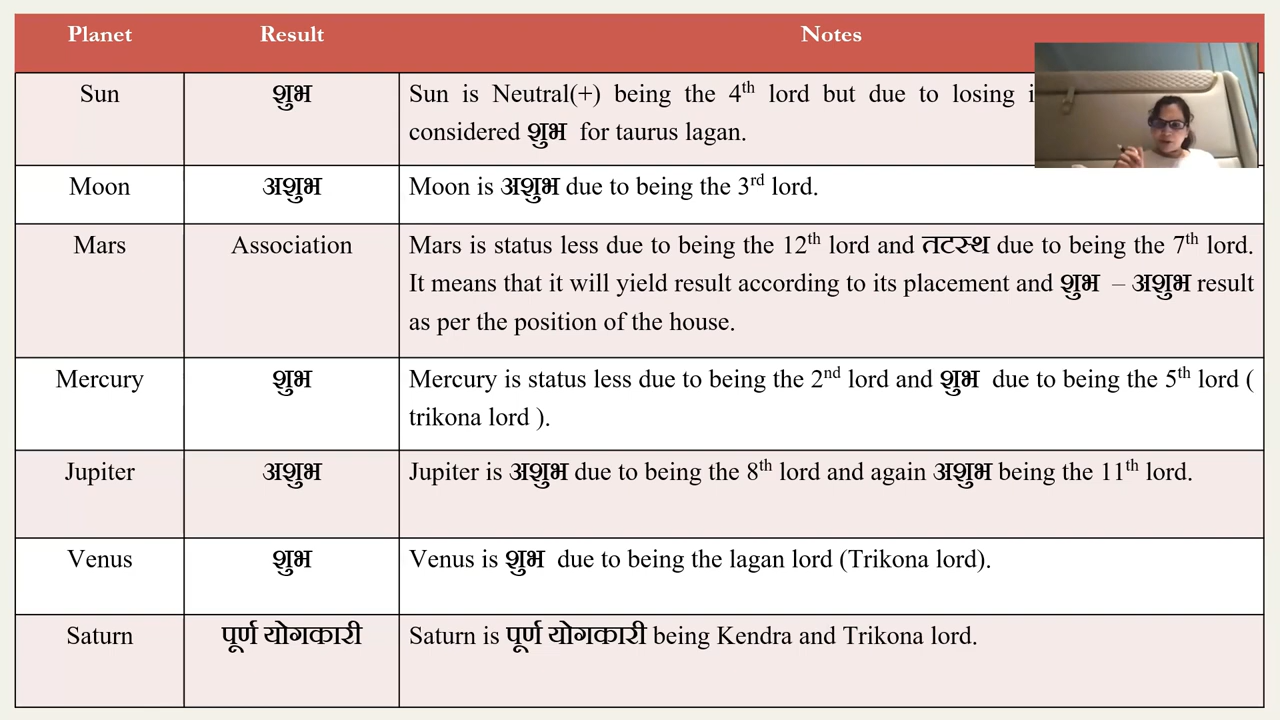 Planet Result Notes
Sun शुभ Sun is Neutral(+) being the 4th lord but due to losing
considered शुभ for taurus lagan.
Moon अशुभ Moon is अशुभ due to being the 3rd lord.
Mars Association Mars is status less due to being the 12th lord and तटस्थ due to being the 7th lord.
It means that it will yield result according to its placement and शुभ – अशुभ result
as per the position of the house.
Mercury शुभ Mercury is status less due to being the 2nd lord and शुभ due to being the 5th lord (
trikona lord ).
Jupiter अशुभ Jupiter is अशुभ due to being the 8th lord and again अशुभ being the 11th lord.
Venus शुभ Venus is शुभ due to being the lagan lord (Trikona lord).
Saturn पूर्ण योगकारी Saturn is पूर्ण योगकारी being Kendra and Trikona lord.